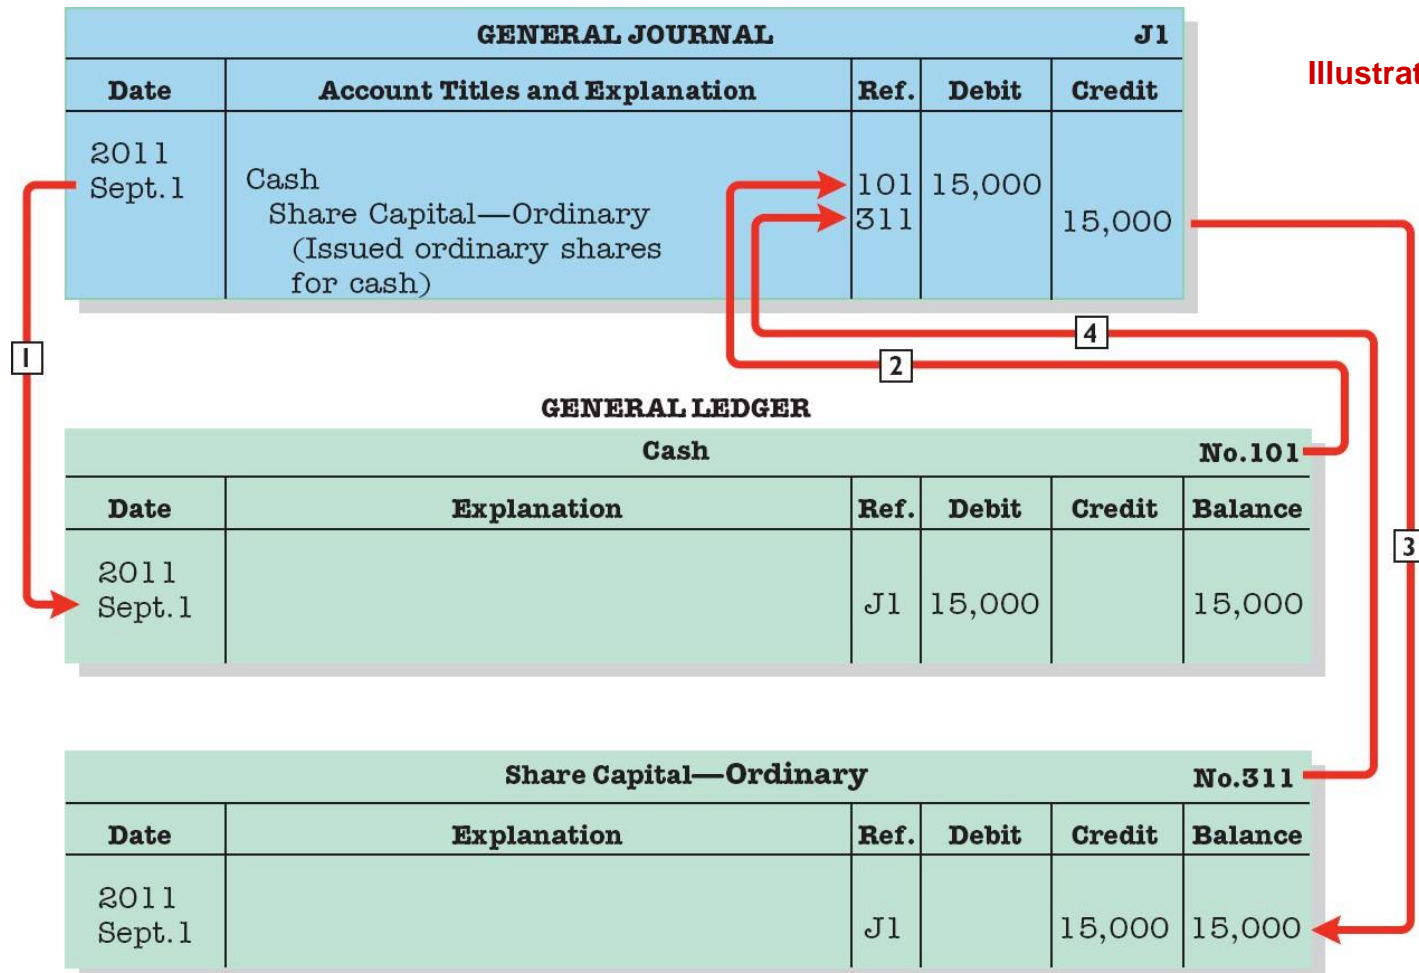 GENERAL JOURNAL J1
Illustrat
Date Account Titles and Explanation Ref. Debit Credit
2011
Sept.1 Cash 101 15,000
Share Capital—Ordinary 311 15,000
(Issued ordinary shares
for cash)
4
1
2
GENERAL LEDGER
Cash No.101
Date Explanation Ref. Debit Credit Balance
3
2011
Sept.1 J1 15,000 15,000
Share Capital—Ordinary No.311
Date Explanation Ref. Debit Credit Balance
2011
Sept.1 J1 15,000 15,000